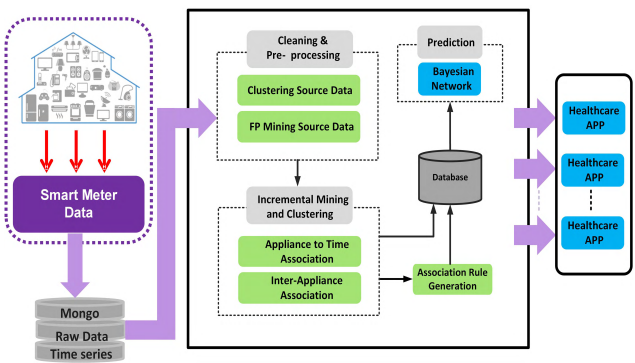 Smart Meter
Data
Mongo
Raw Data
Time series
Cleaning &
Pre- processing
Clustering Source Data
FP Mining Source Data
Incremental Mining
and Clustering
Appliance to Time
Association
Inter-Appliance
Association
Association Rule
Generation
Database
Prediction
Bayesian
Network
Healthcare
APP
Healthcare
APP
Healthcare
APP